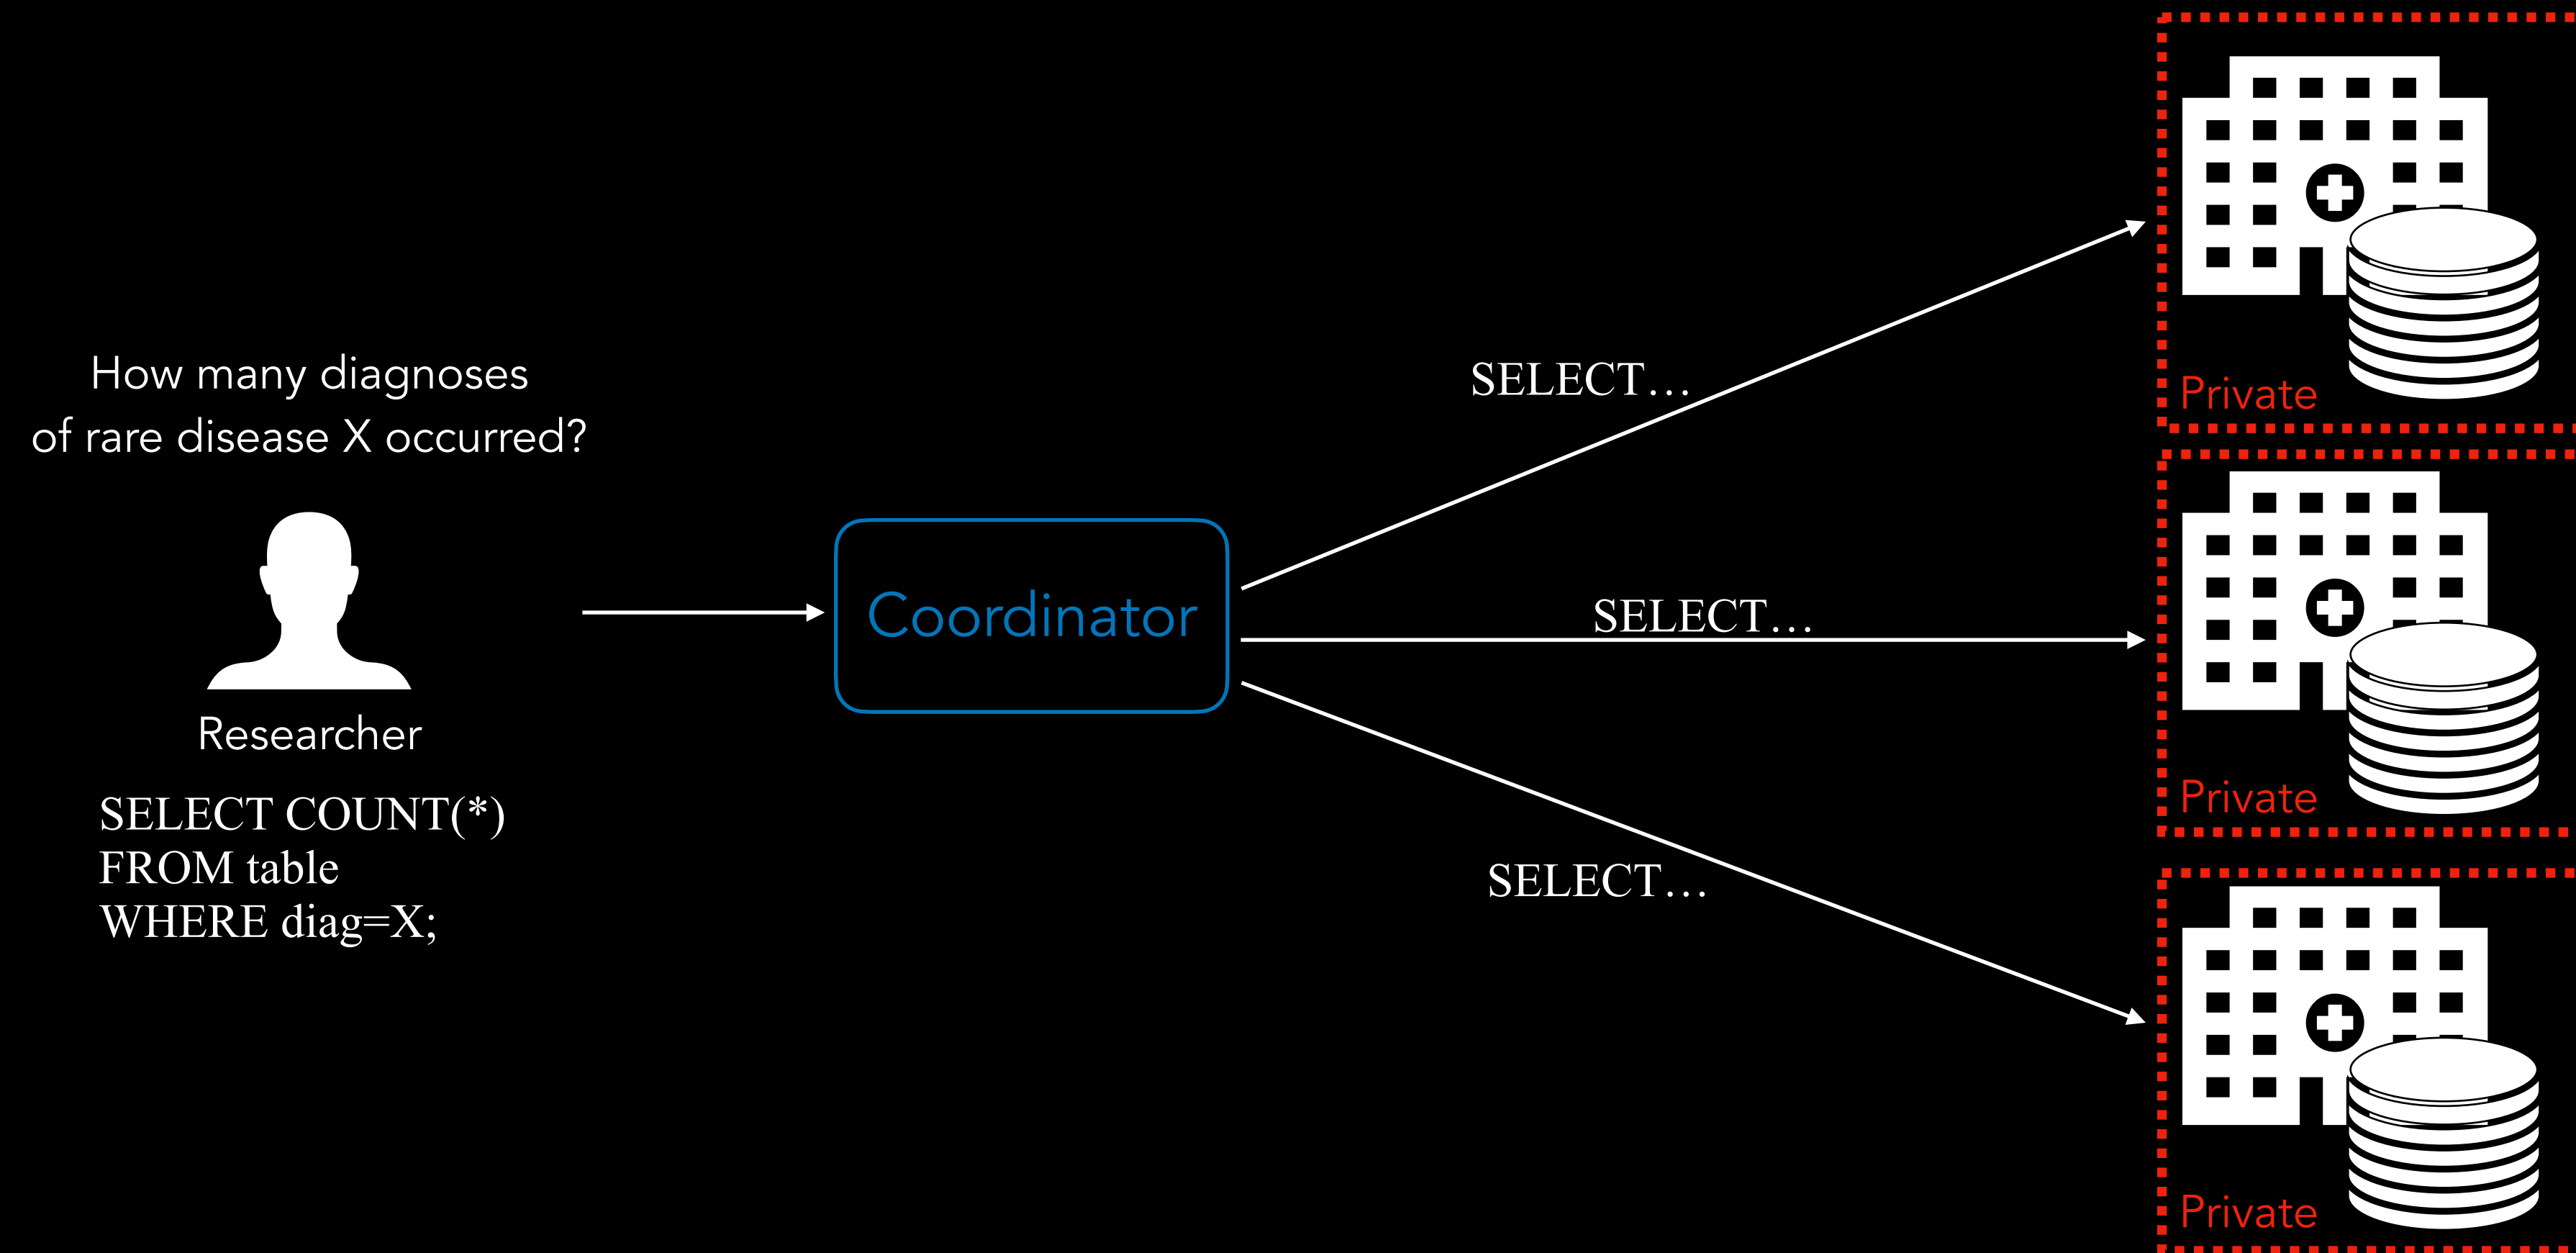 How many diagnoses
of rare disease X occurred?
Researcher
SELECT COUNT(*)
FROM table
WHERE diag=X;
Coordinator
SELECT…
SELECT…
SELECT…
Private
Private
Private